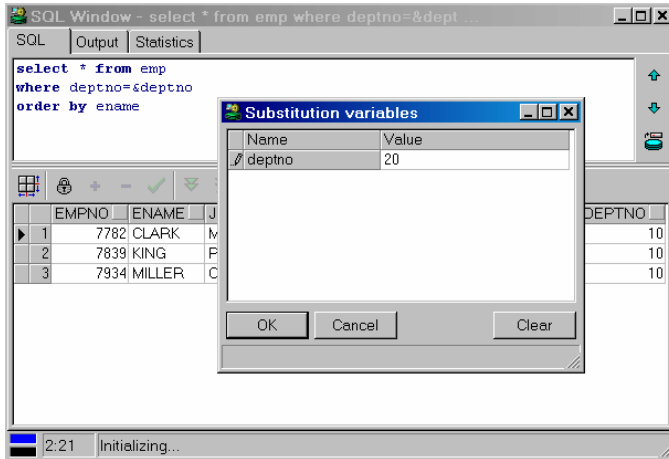 SQL Window - select * from emp where deptno=&dept ...
SQL Output Statistics
select * from emp
where deptno=&deptno
order by ename
Substitution variables
Name Value
deptno 20
OK Cancel Clear
EMPNO ENAME J DEPTNO
1 7782 CLARK M 10
2 7839 KING P 10
3 7934 MILLER C 10
2:21 Initializing...